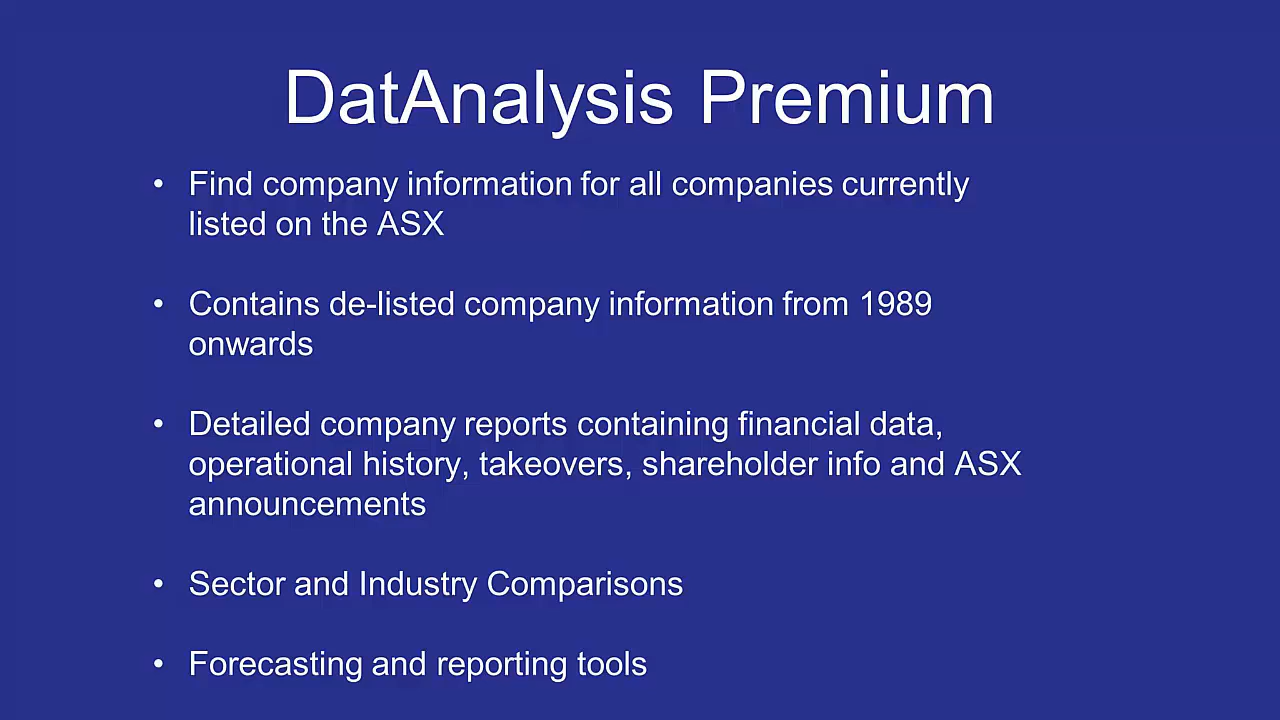 DatAnalysis Premium
• Find company information for all companies currently
listed on the ASX
• Contains de-listed company information from 1989
onwards
• Detailed company reports containing financial data,
operational history, takeovers, shareholder info and ASX
announcements
• Sector and Industry Comparisons
• Forecasting and reporting tools